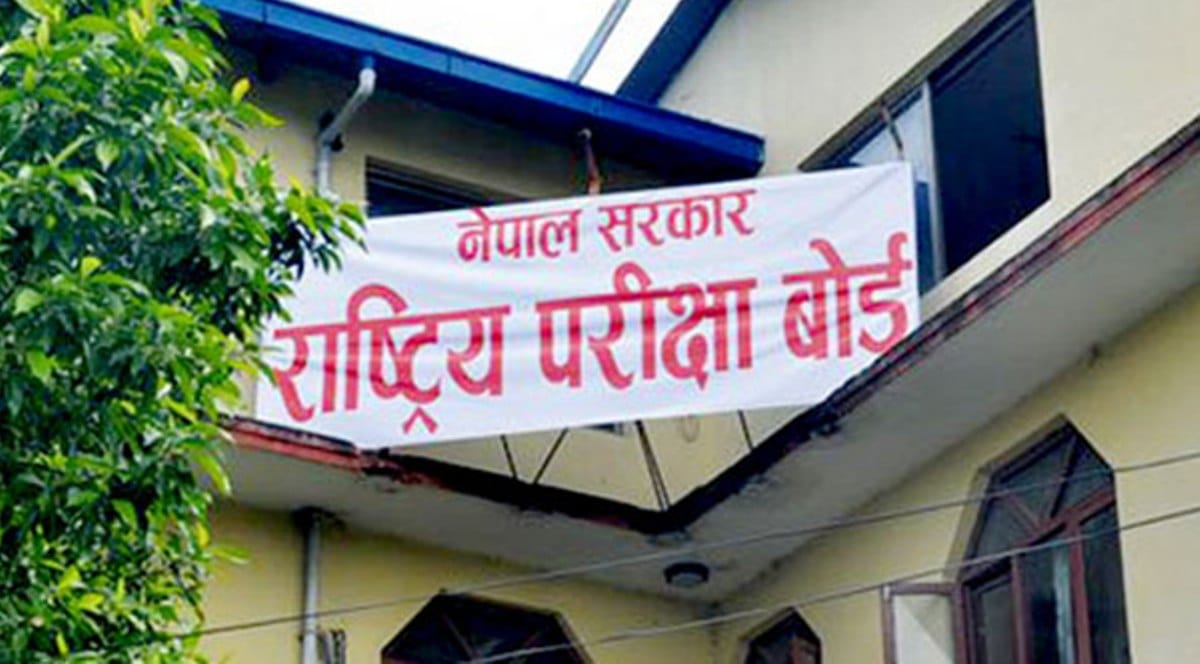 नेपाल सरकार
राष्ट्रिय परीक्षा बोर्ड